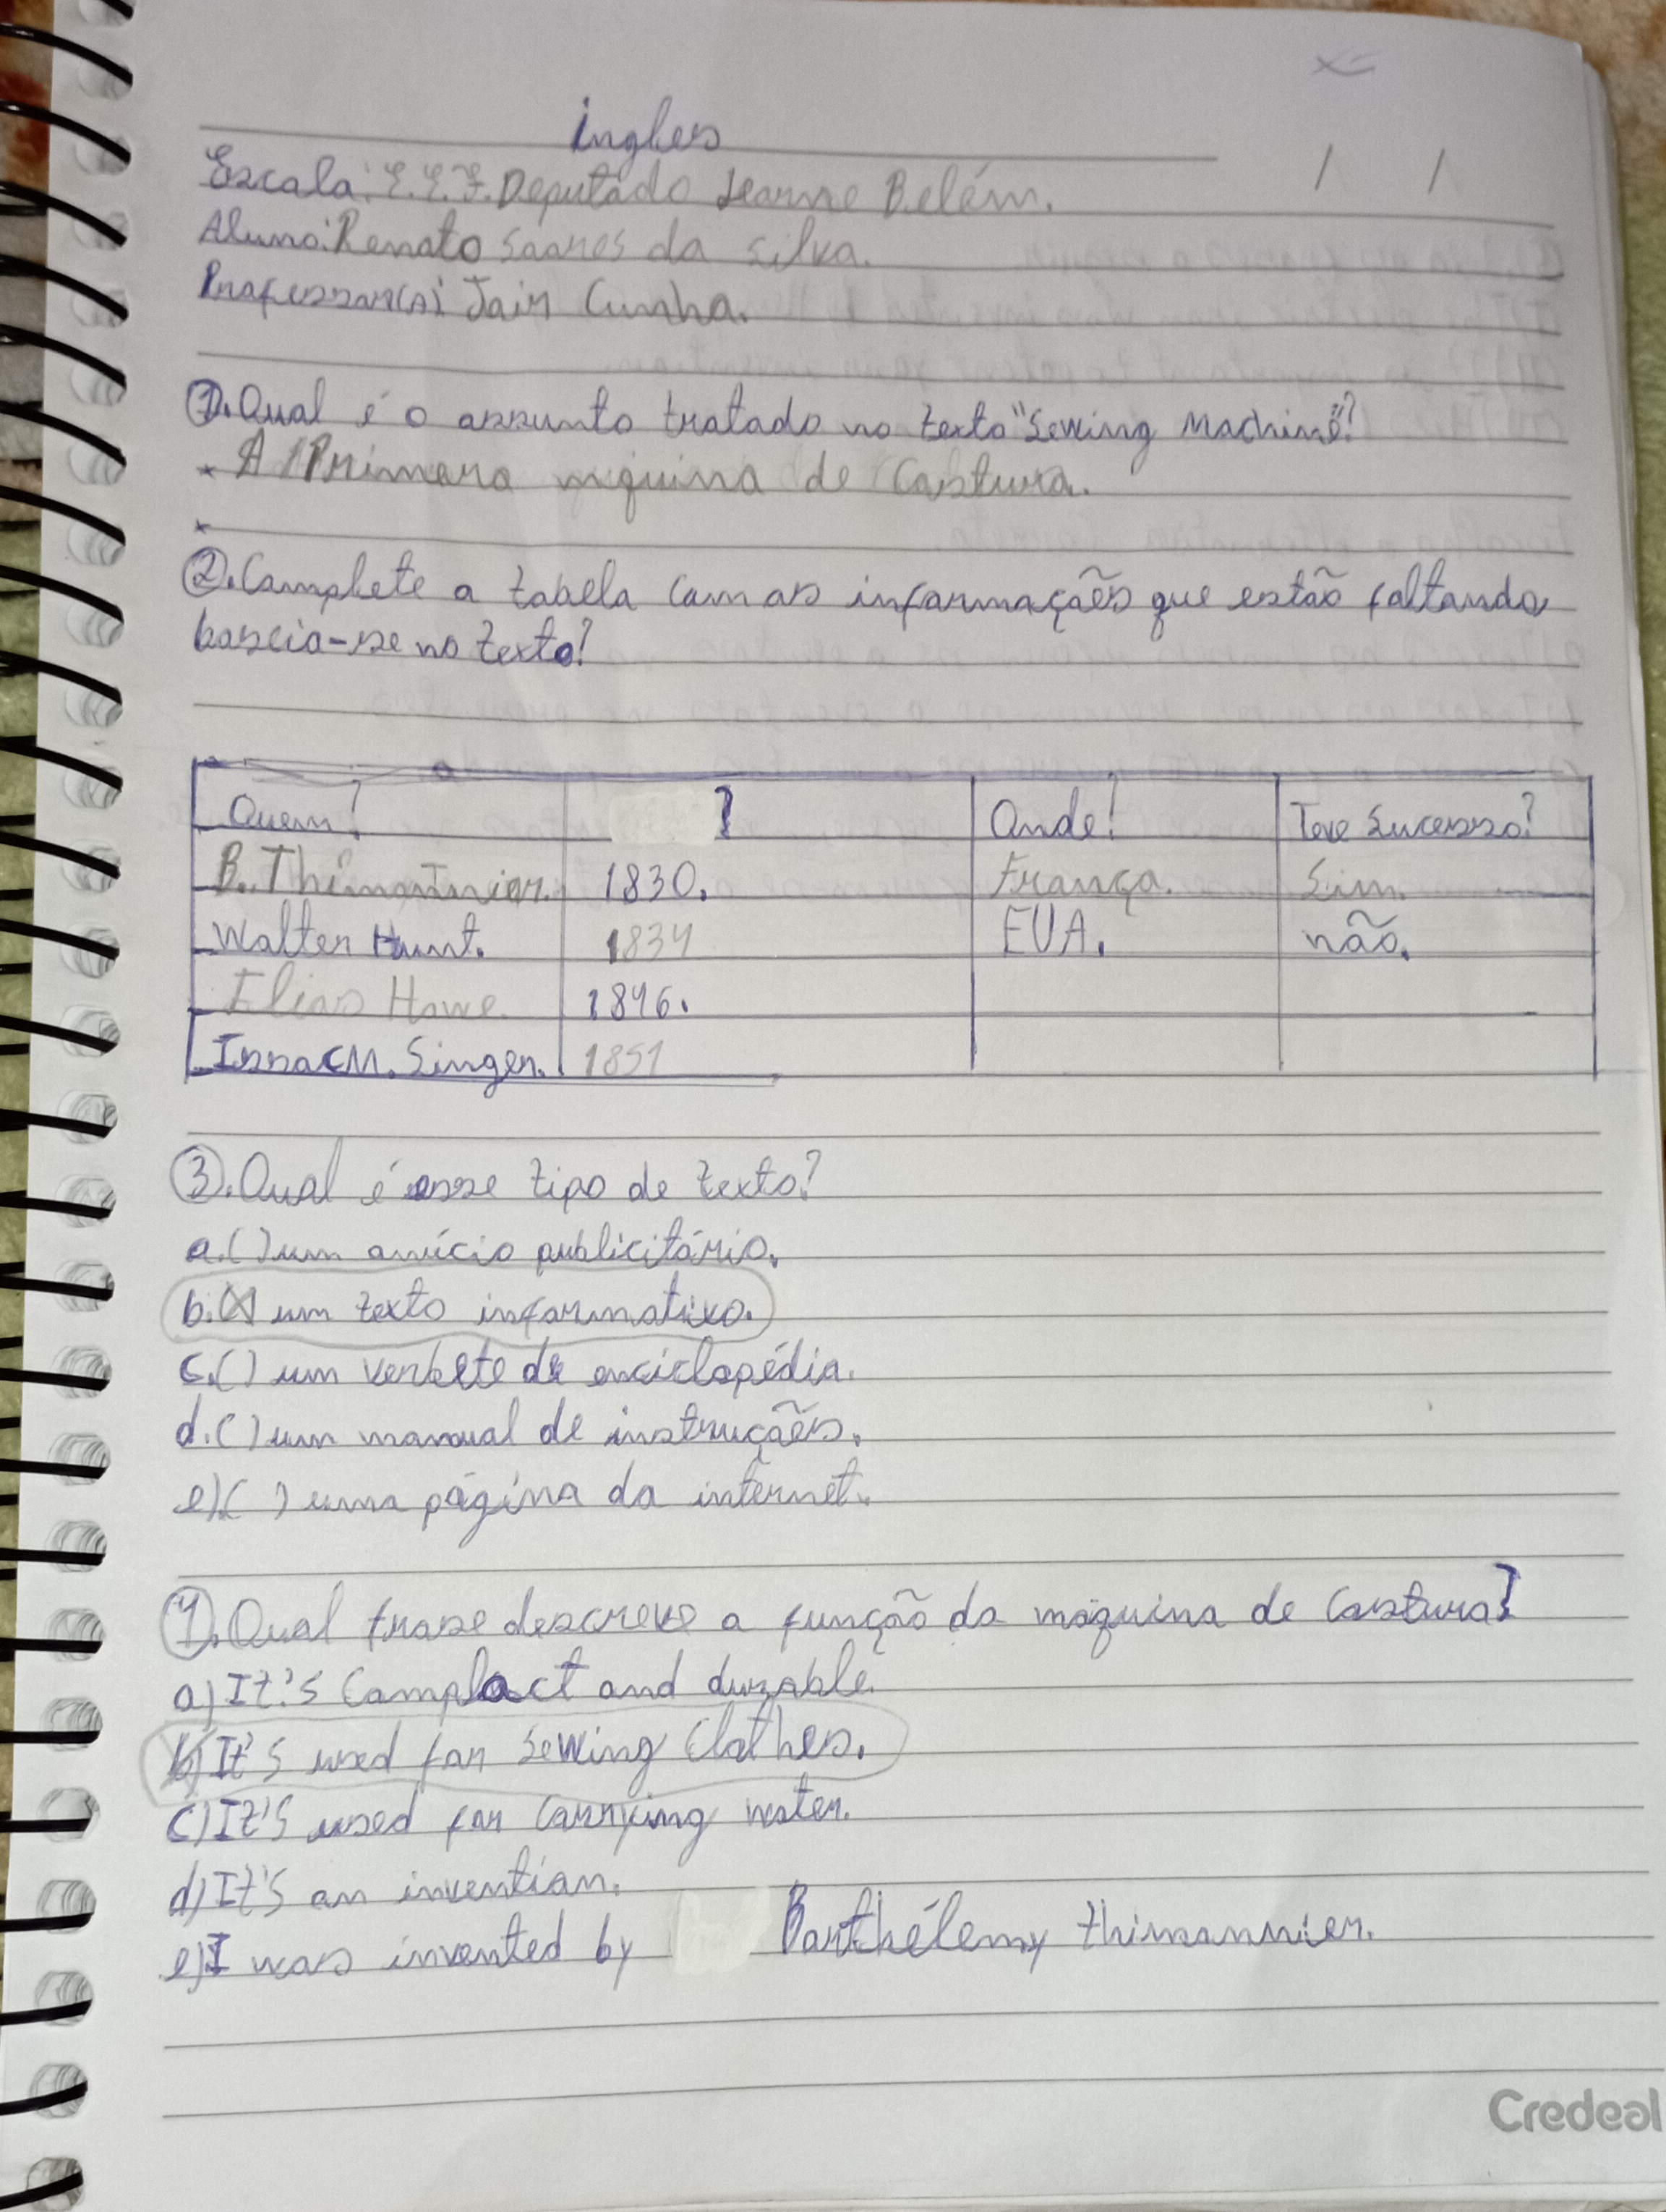 ingles
Escola: E.E.F. Deputado Leorne Belém.
Aluno: Renato Soares da silva.
Professor(A): Jair Cunha.
1. Qual é o assunto tratado no texto "Sewing Machine"?
* A Primera mquina de Costura.
*
2. Complete a tabela com as informações que estão faltando
baseia-se no texto?
Quem? ? Onde? Teve Sucesso?
B. Thimonnier. 1830. França. Sim.
Walter Hunt. 1834 EUA. não.
Elias Howe. 1846.
Issac M. Singer. 1851
3. Qual é esse tipo de texto?
a. ( ) um anúcio publicitário.
b. (X) um texto informativo.
c. ( ) um verbete de enciclopédia.
d. ( ) um manual de instruções.
e) ( ) uma página da internet.
4. Qual frase descreve a função da máquina de Costura?
a) It's Complact and durable.
b) It's used for Sewing Clothes.
c) It's used for Carrying water.
d) It's an invention.
e) I was invented by Barthélemy thimonnier.
Credeal